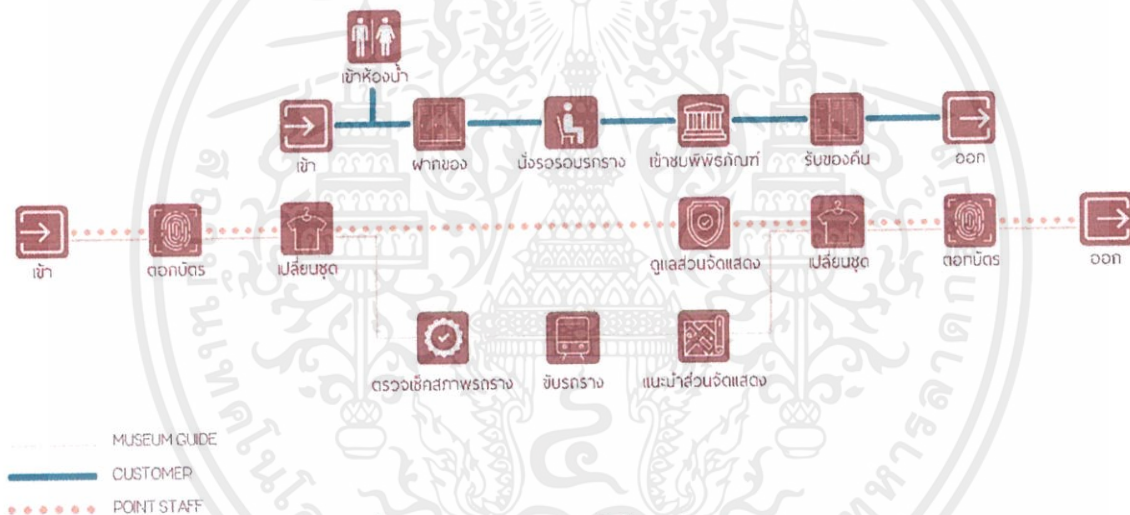 เข้าห้องน้ำ
เข้า
ฝากของ
นั่งรอรอบรถราง
เข้าชมพิพิธภัณฑ์
รับของคืน
ออก
เข้า
ตอกบัตร
เปลี่ยนชุด
ดูแลส่วนจัดแสดง
เปลี่ยนชุด
ตอกบัตร
ออก
ตรวจเช็คสภาพรถราง
ขับรถราง
แนะนำส่วนจัดแสดง
MUSEUM GUIDE
CUSTOMER
POINT STAFF